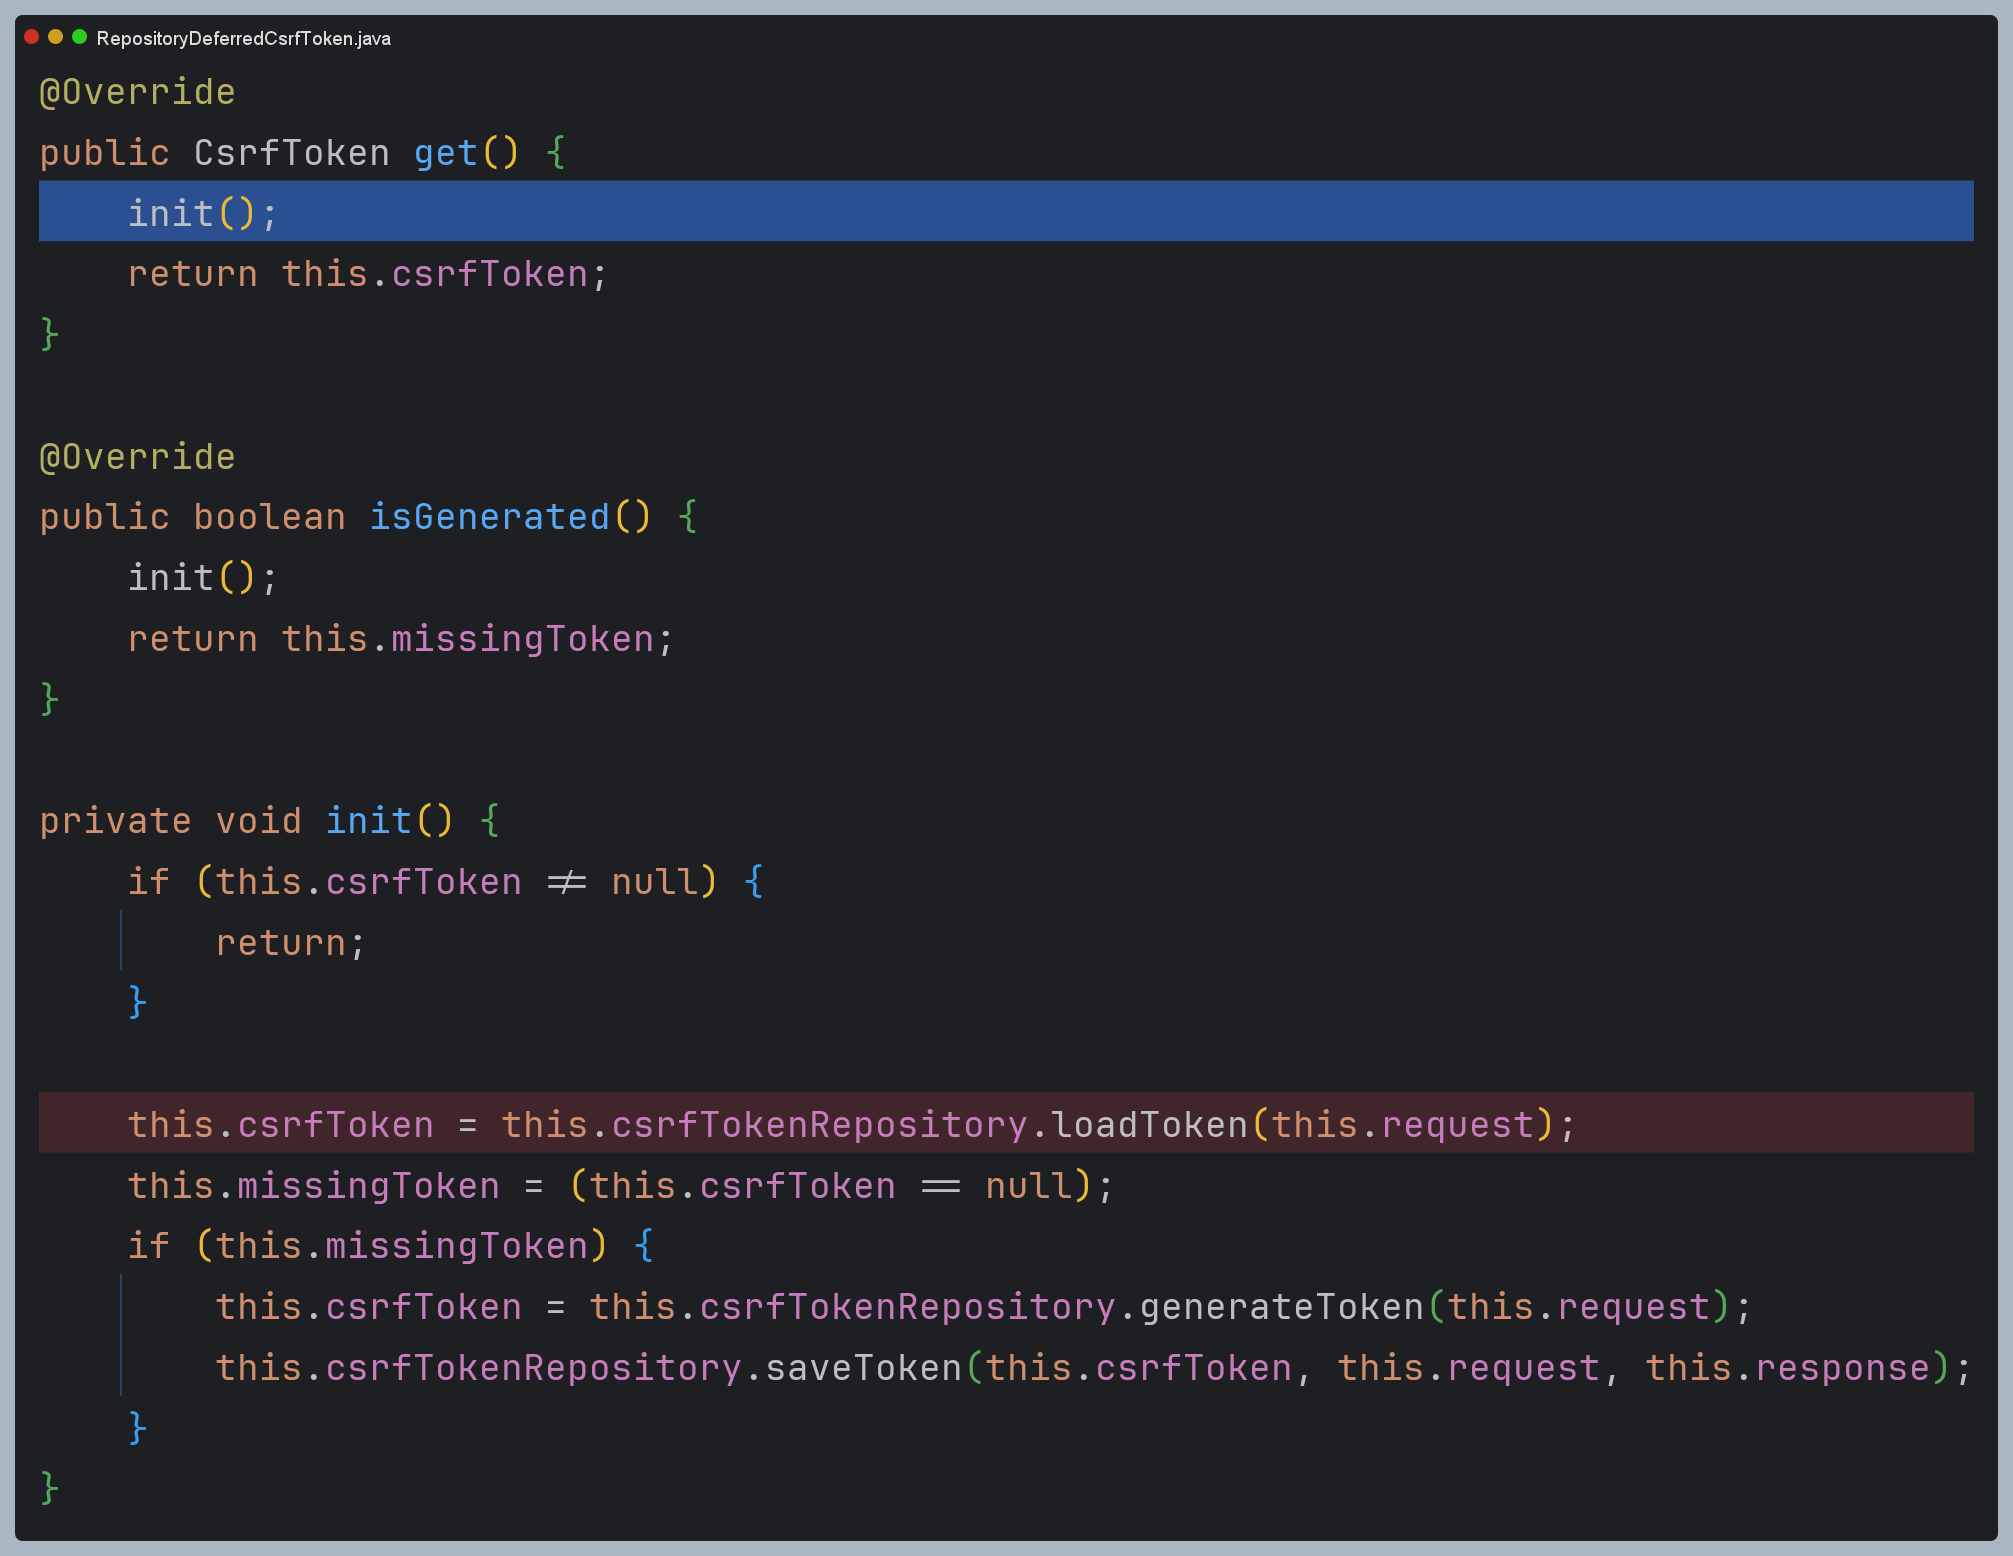 RepositoryDeferredCsrfToken.java
@Override
public CsrfToken get() {
    init();
    return this.csrfToken;
}

@Override
public boolean isGenerated() {
    init();
    return this.missingToken;
}

private void init() {
    if (this.csrfToken != null) {
        return;
    }

    this.csrfToken = this.csrfTokenRepository.loadToken(this.request);
    this.missingToken = (this.csrfToken == null);
    if (this.missingToken) {
        this.csrfToken = this.csrfTokenRepository.generateToken(this.request);
        this.csrfTokenRepository.saveToken(this.csrfToken, this.request, this.response);
    }
}